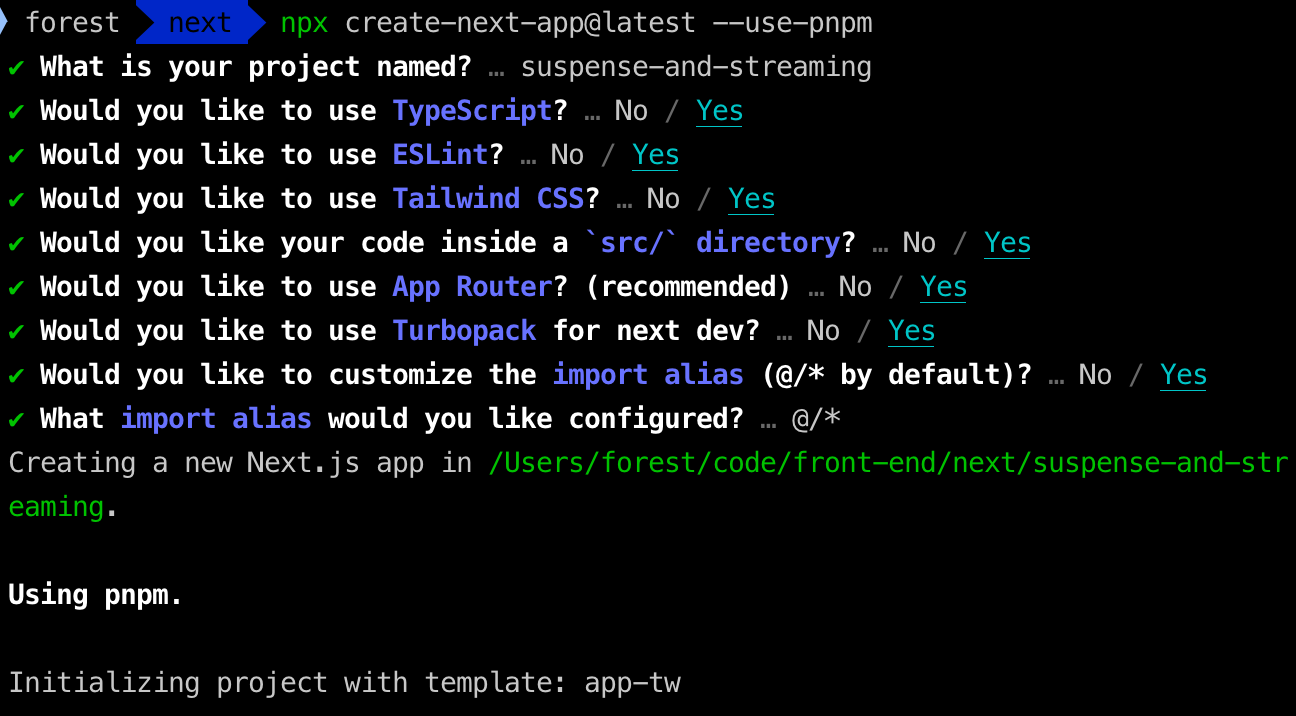 forest next npx create-next-app@latest --use-pnpm
✔ What is your project named? … suspense-and-streaming
✔ Would you like to use TypeScript? … No / Yes
✔ Would you like to use ESLint? … No / Yes
✔ Would you like to use Tailwind CSS? … No / Yes
✔ Would you like your code inside a `src/` directory? … No / Yes
✔ Would you like to use App Router? (recommended) … No / Yes
✔ Would you like to use Turbopack for next dev? … No / Yes
✔ Would you like to customize the import alias (@/* by default)? … No / Yes
✔ What import alias would you like configured? … @/*
Creating a new Next.js app in /Users/forest/code/front-end/next/suspense-and-str
eaming.
Using pnpm.
Initializing project with template: app-tw